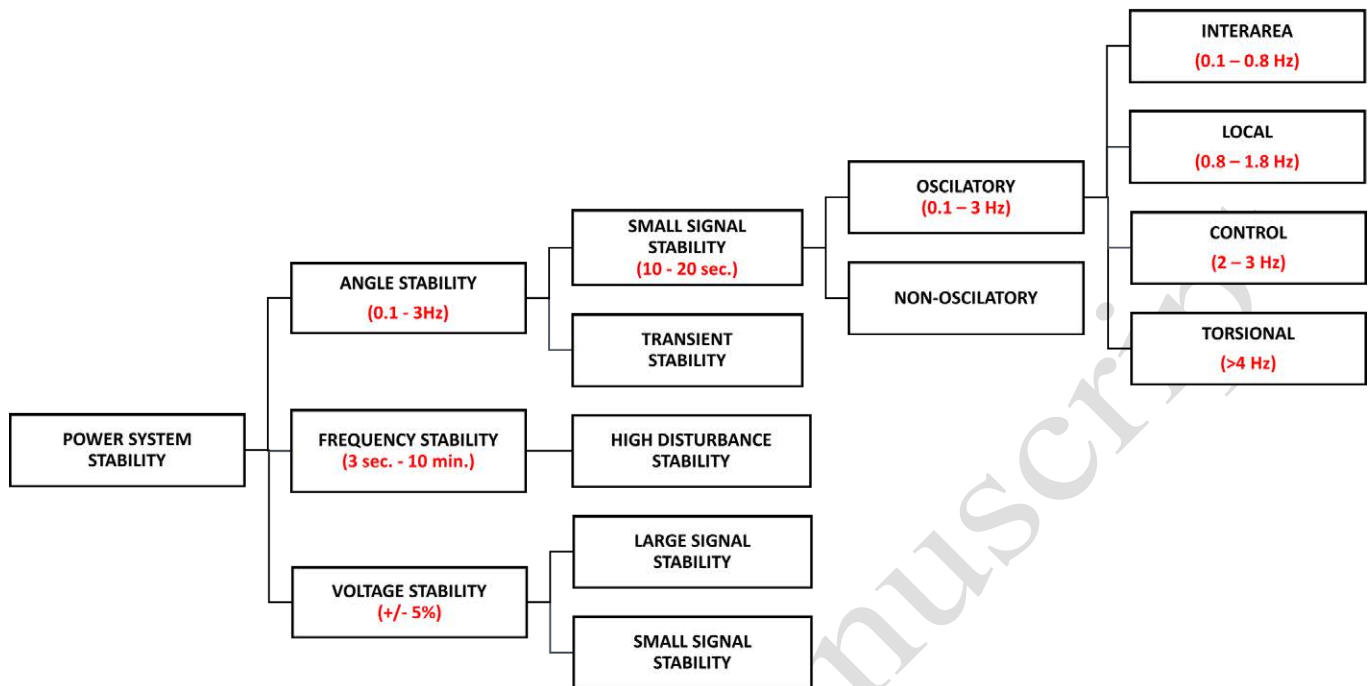 INTERAREA
(0.1 – 0.8 Hz)
LOCAL
(0.8 – 1.8 Hz)
OSCILATORY
(0.1 – 3 Hz)
SMALL SIGNAL
STABILITY
(10 - 20 sec.)
CONTROL
(2 – 3 Hz)
ANGLE STABILITY
(0.1 - 3Hz)
NON-OSCILATORY
TRANSIENT
STABILITY
TORSIONAL
(>4 Hz)
POWER SYSTEM
STABILITY
FREQUENCY STABILITY
(3 sec. - 10 min.)
HIGH DISTURBANCE
STABILITY
LARGE SIGNAL
STABILITY
VOLTAGE STABILITY
(+/- 5%)
SMALL SIGNAL
STABILITY
nuscrip